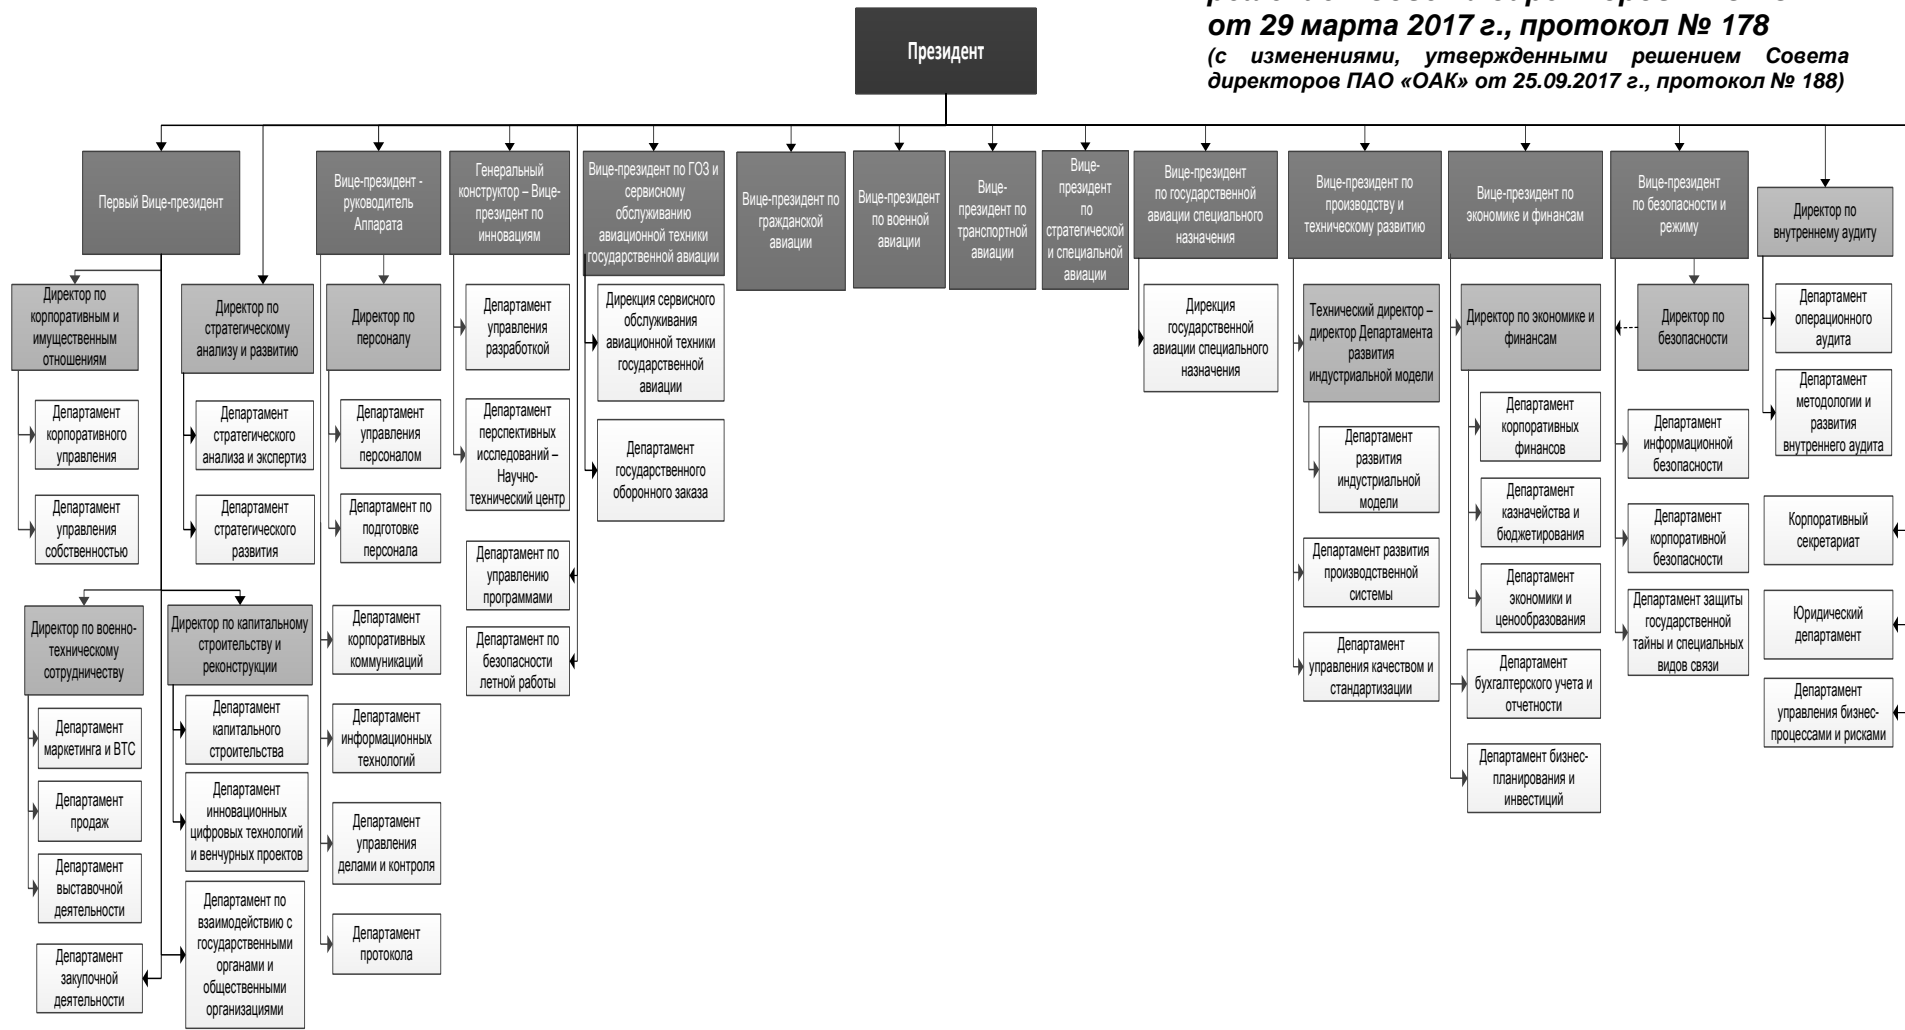 от 29 марта 2017 г., протокол № 178
(с изменениями, утвержденными решением Совета
директоров ПАО «ОАК» от 25.09.2017 г., протокол № 188)
Президент
Первый Вице-президент
Вице-президент -
руководитель
Аппарата
Генеральный
конструктор – Вице-
президент по
инновациям
Вице-президент по ГОЗ и
сервисному
обслуживанию
авиационной техники
государственной авиации
Вице-президент по
гражданской
авиации
Вице-президент
по военной
авиации
Вице-
президент по
транспортной
авиации
Вице-
президент
по
стратегической
и специальной
авиации
Вице-президент
по государственной
авиации специального
назначения
Вице-президент по
производству и
техническому развитию
Вице-президент по
экономике и финансам
Вице-президент
по безопасности и
режиму
Директор по
внутреннему аудиту
Директор по
корпоративным и
имущественным
отношениям
Директор по
стратегическому
анализу и развитию
Директор по
персоналу
Департамент
управления
разработкой
Дирекция сервисного
обслуживания
авиационной техники
государственной
авиации
Дирекция
государственной
авиации специального
назначения
Технический директор –
директор Департамента
развития
индустриальной модели
Директор по экономике и
финансам
Директор по
безопасности
Департамент
операционного
аудита
Департамент
корпоративного
управления
Департамент
стратегического
анализа и экспертиз
Департамент
управления
персоналом
Департамент
перспективных
исследований –
Научно-
технический центр
Департамент
государственного
оборонного заказа
Департамент
развития
индустриальной
модели
Департамент
корпоративных
финансов
Департамент
информационной
безопасности
Департамент
методологии и
развития
внутреннего аудита
Департамент
управления
собственностью
Департамент
стратегического
развития
Департамент по
подготовке
персонала
Департамент по
управлению
программами
Департамент развития
производственной
системы
Департамент
казначейства и
бюджетирования
Департамент
корпоративной
безопасности
Корпоративный
секретариат
Директор по военно-
техническому
сотрудничеству
Директор по капитальному
строительству и
реконструкции
Департамент
корпоративных
коммуникаций
Департамент по
безопасности
летной работы
Департамент
управления качеством и
стандартизации
Департамент
экономики и
ценообразования
Департамент защиты
государственной
тайны и специальных
видов связи
Юридический
департамент
Департамент
маркетинга и ВТС
Департамент
капитального
строительства
Департамент
информационных
технологий
Департамент
бухгалтерского учета и
отчетности
Департамент
управления бизнес-
процессами и рисками
Департамент
продаж
Департамент
инновационных
цифровых технологий
и венчурных проектов
Департамент
управления
делами и контроля
Департамент бизнес-
планирования и
инвестиций
Департамент
выставочной
деятельности
Департамент по
взаимодействию с
государственными
органами и
общественными
организациями
Департамент
протокола
Департамент
закупочной
деятельности